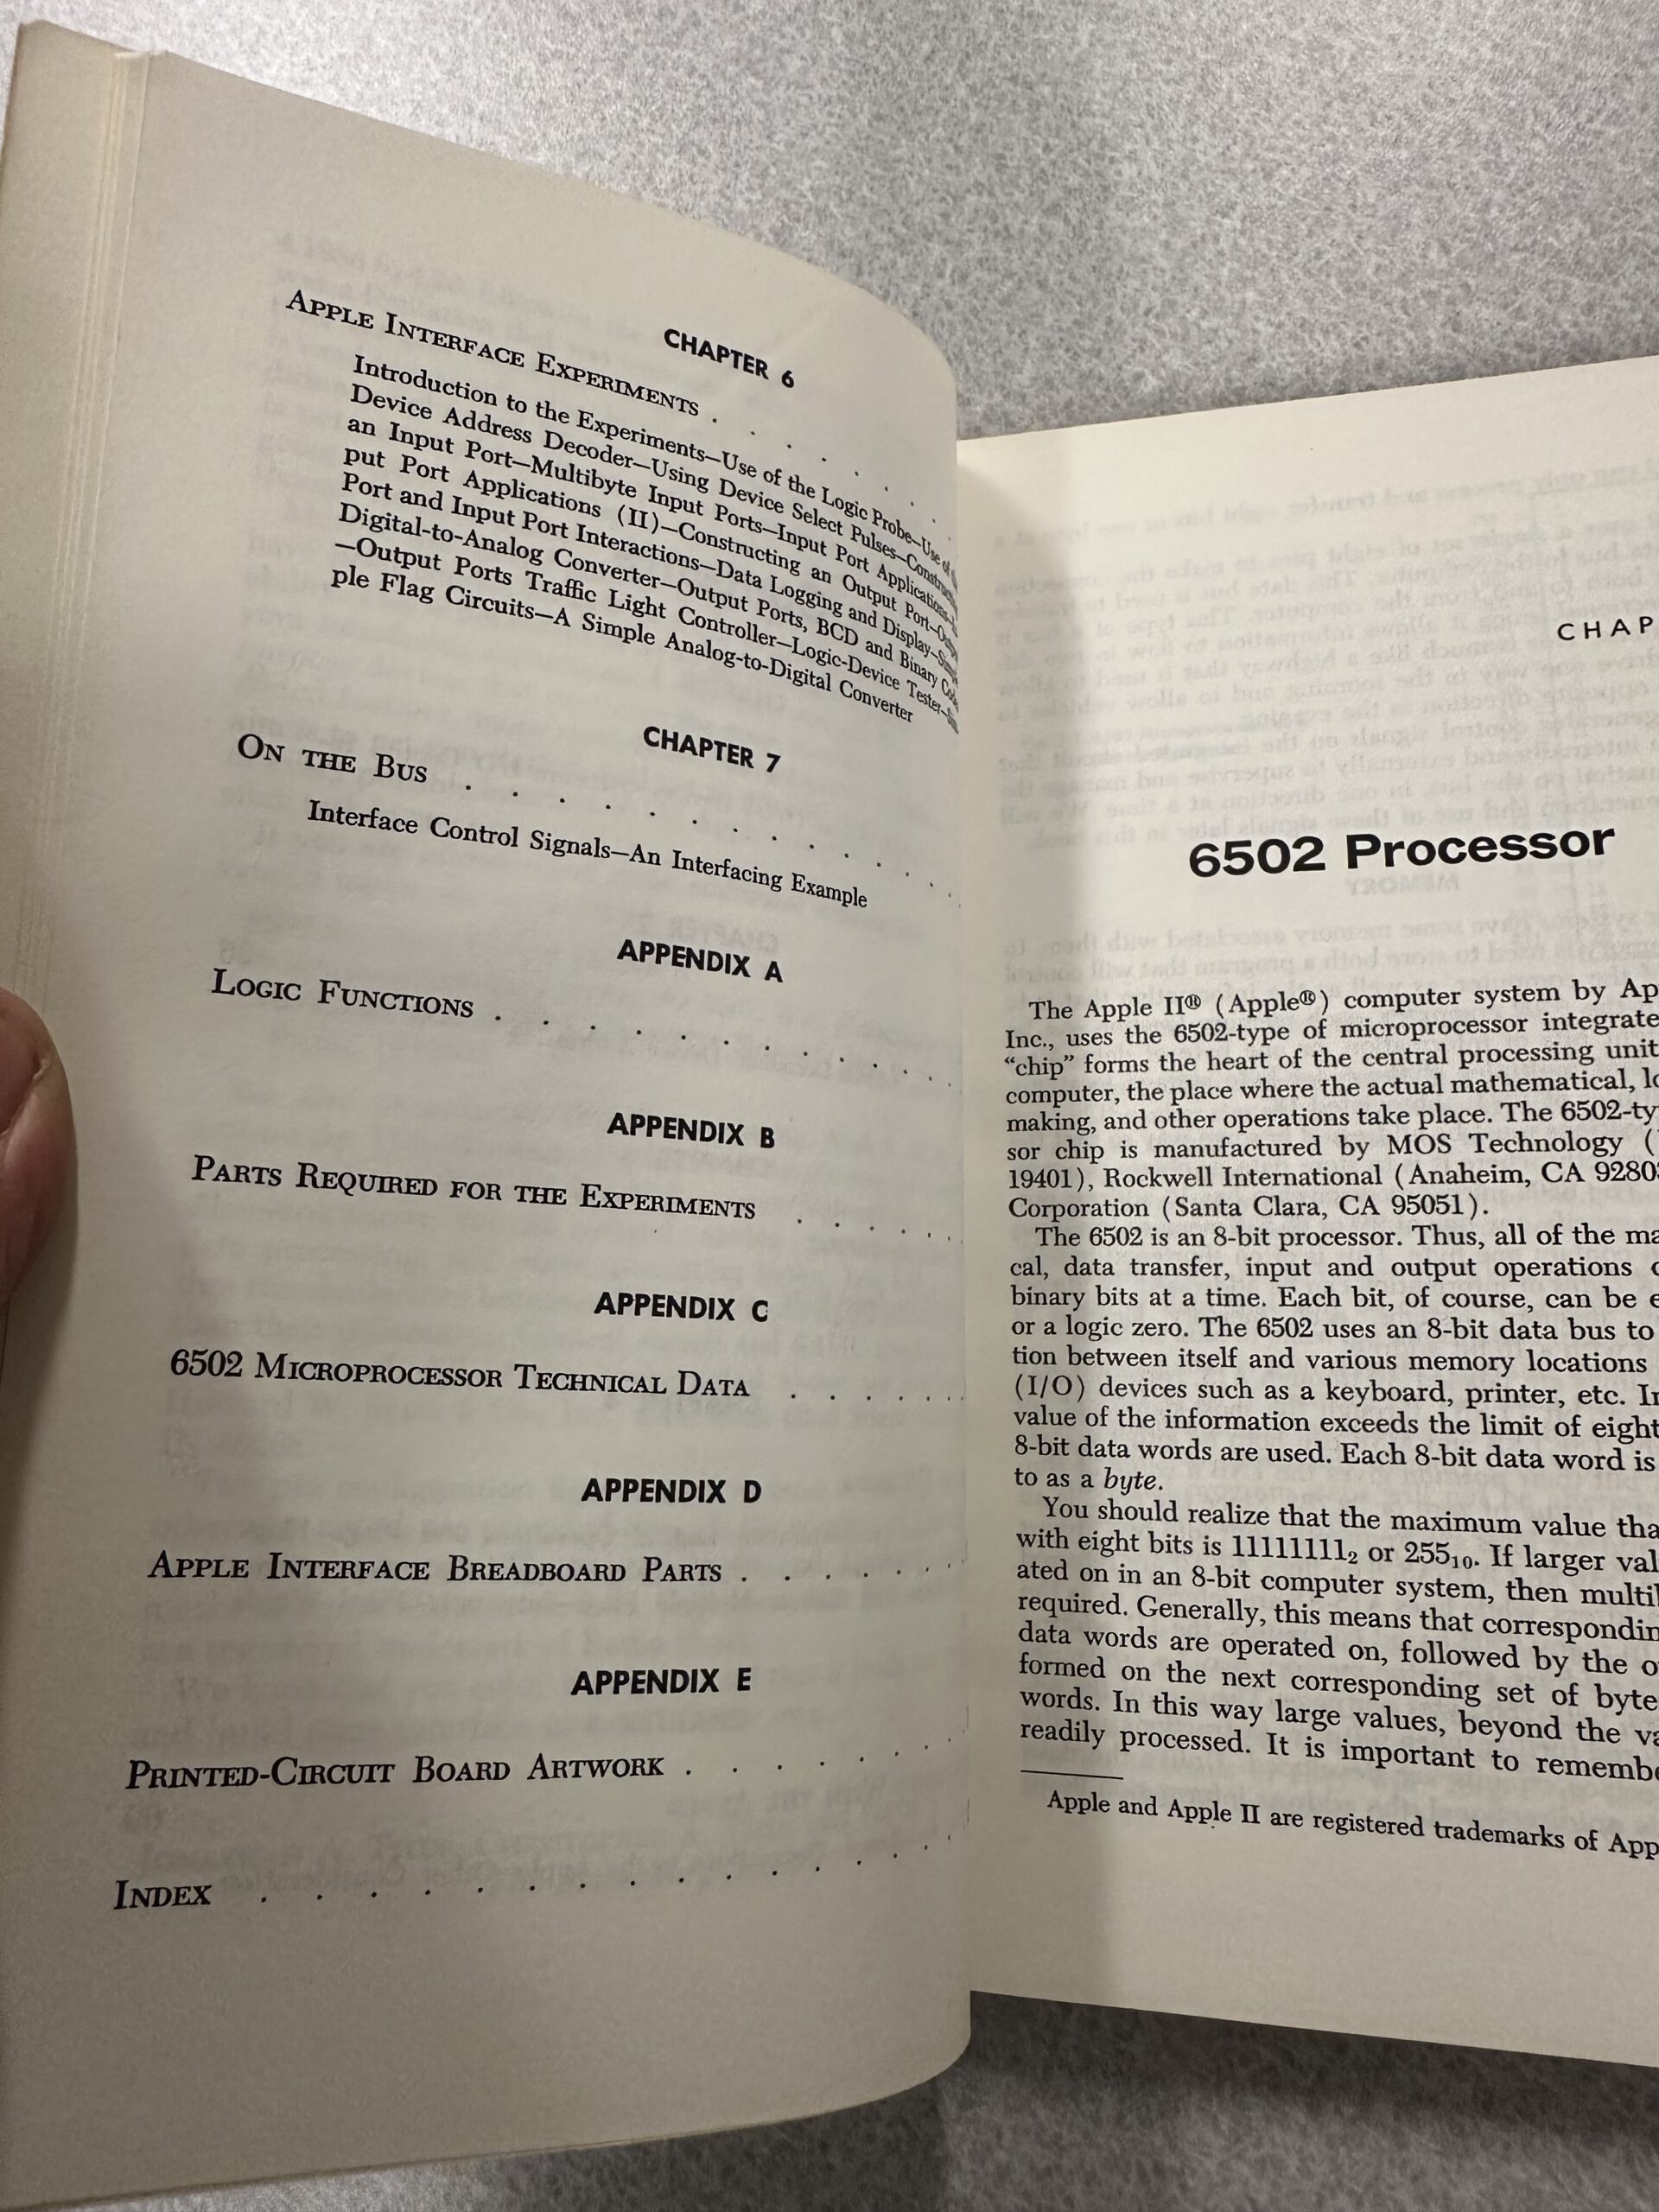 CHAPTER 6
APPLE INTERFACE EXPERIMENTS . . . . . . . .
Introduction to the Experiments—Use of the Logic Probe—Use of
Device Address Decoder—Using Device Select Pulses—
an Input Port—Multibyte Input Ports—Input Port Applications—
put Port Applications (II)—Constructing an Output Port—
Port and Input Port Interactions—Data Logging and Display—
Digital-to-Analog Converter—Output Ports, BCD and Binary
—Output Ports Traffic Light Controller—Logic-Device Tester—
ple Flag Circuits—A Simple Analog-to-Digital Converter
CHAPTER 7
ON THE BUS . . . . . . . . . . . .
Interface Control Signals—An Interfacing Example
APPENDIX A
LOGIC FUNCTIONS . . . . . . . . . . .
APPENDIX B
PARTS REQUIRED FOR THE EXPERIMENTS . . . . . .
APPENDIX C
6502 MICROPROCESSOR TECHNICAL DATA . . . . . .
APPENDIX D
APPLE INTERFACE BREADBOARD PARTS . . . . . . .
APPENDIX E
PRINTED-CIRCUIT BOARD ARTWORK . . . . . . . .
INDEX . . . . . . . . . . . . . .
CHAP
6502 Processor
The Apple II® (Apple®) computer system by Ap
Inc., uses the 6502-type of microprocessor integrate
“chip” forms the heart of the central processing unit
computer, the place where the actual mathematical, lo
making, and other operations take place. The 6502-ty
sor chip is manufactured by MOS Technology (
19401), Rockwell International (Anaheim, CA 9280
Corporation (Santa Clara, CA 95051).
The 6502 is an 8-bit processor. Thus, all of the ma
cal, data transfer, input and output operations
binary bits at a time. Each bit, of course, can be e
or a logic zero. The 6502 uses an 8-bit data bus to
tion between itself and various memory locations
(I/O) devices such as a keyboard, printer, etc. In
value of the information exceeds the limit of eight
8-bit data words are used. Each 8-bit data word is
to as a byte.
You should realize that the maximum value tha
with eight bits is 11111111₂ or 255₁₀. If larger val
ated on in an 8-bit computer system, then multi
required. Generally, this means that correspondin
data words are operated on, followed by the o
formed on the next corresponding set of byte
words. In this way large values, beyond the va
readily processed. It is important to remembe
Apple and Apple II are registered trademarks of App